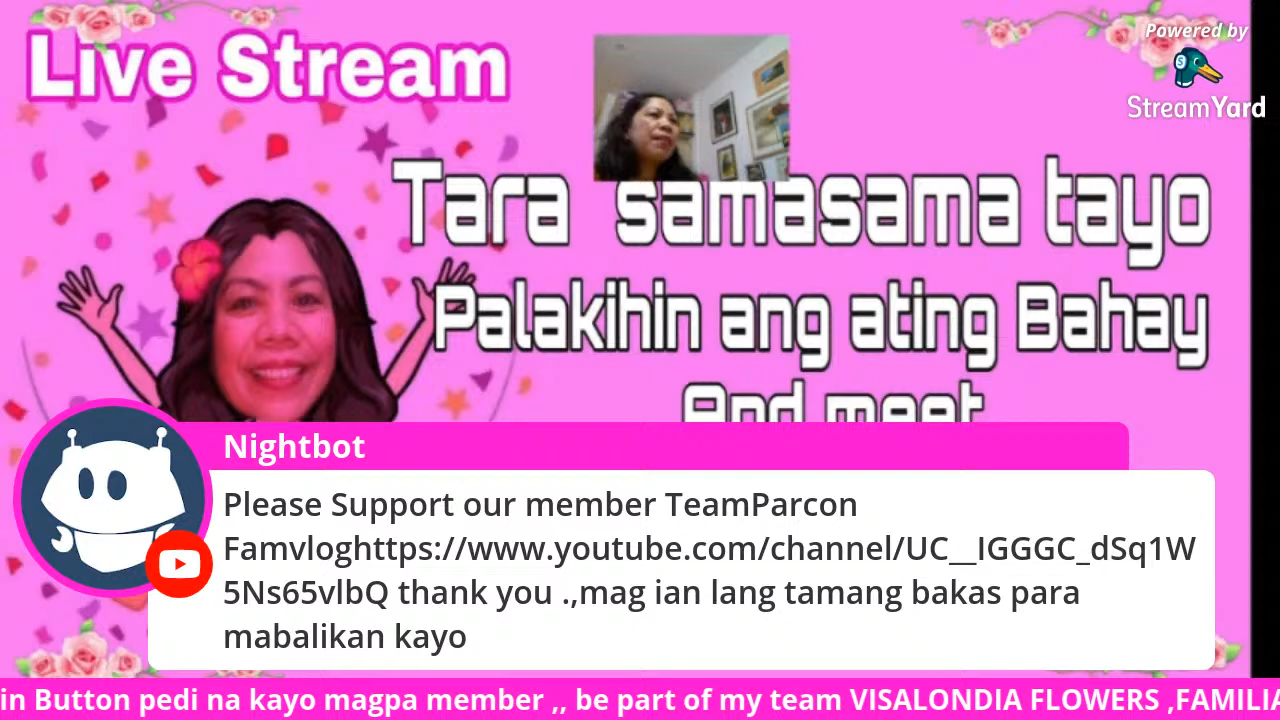 Live Stream
Powered by
StreamYard
Tara samasama tayo
Palakihin ang ating Bahay
And meet
Nightbot
Please Support our member TeamParcon
Famvloghttps://www.youtube.com/channel/UC__IGGGC_dSq1W
5Ns65vlbQ thank you .,mag ian lang tamang bakas para
mabalikan kayo
in Button pedi na kayo magpa member ,, be part of my team VISALONDIA FLOWERS ,FAMILIA